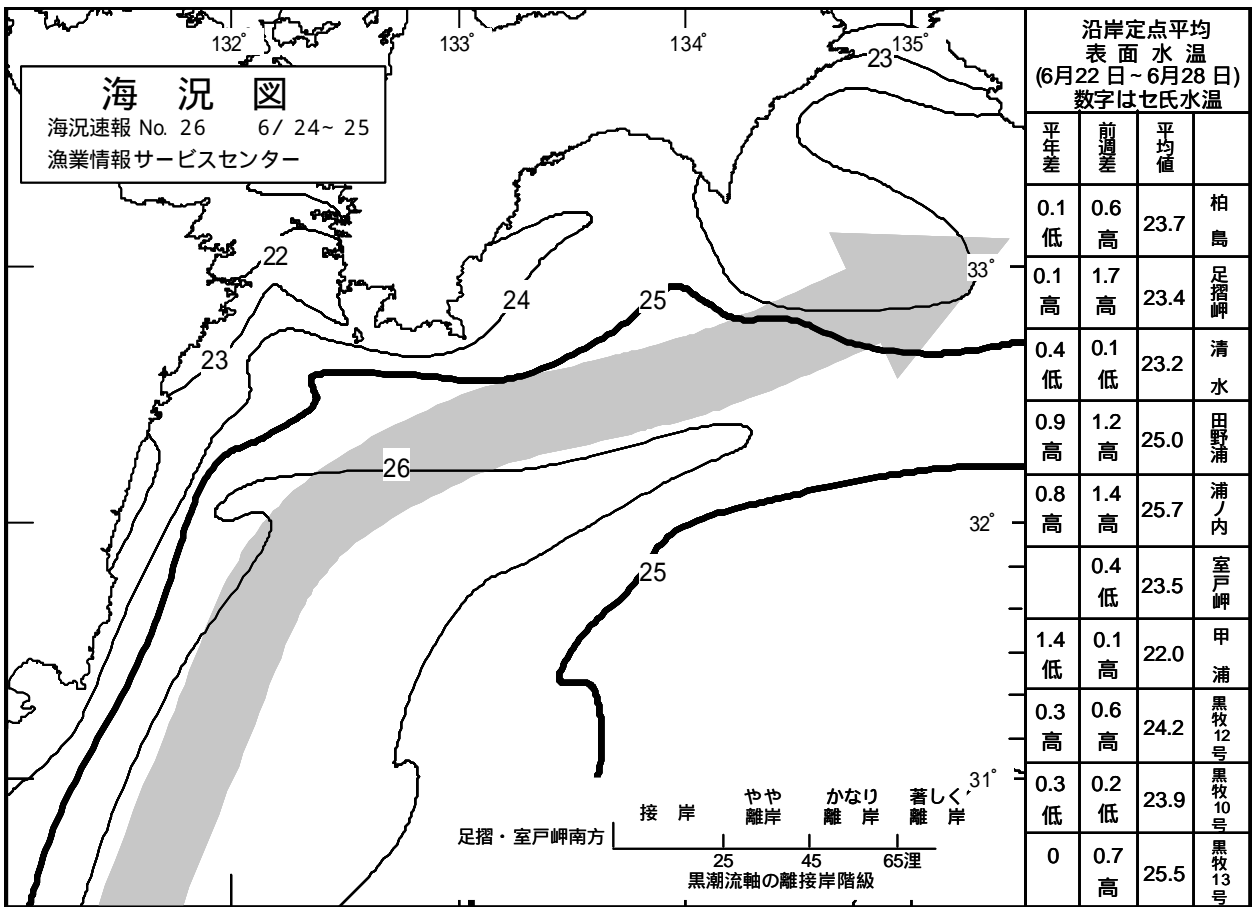 132°
133°
134°
135°
海 況 図
海況速報 No. 26 6/ 24~ 25
漁業情報サービスセンター
23
22
24
25
33°
23
26
32°
25
31°
接 岸
やや
離岸
かなり
離 岸
著しく
離 岸
足摺・室戸岬南方
25 45 65浬
黒潮流軸の離接岸階級
沿岸定点平均
表 面 水 温
(6月22 日~6月28 日)
数字はセ氏水温
平年差 前週差 平均値
0.1低 0.6高 23.7 柏島
0.1高 1.7高 23.4 足摺岬
0.4低 0.1低 23.2 清水
0.9高 1.2高 25.0 田野浦
0.8高 1.4高 25.7 浦ノ内
0.4低 23.5 室戸岬
1.4低 0.1高 22.0 甲浦
0.3高 0.6高 24.2 黒牧12号
0.3低 0.2低 23.9 黒牧10号
0 0.7高 25.5 黒牧13号